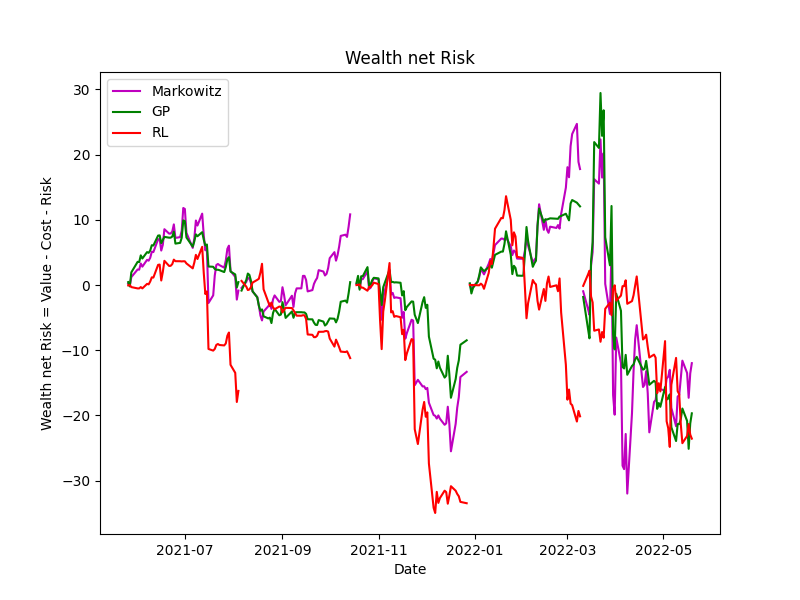 Wealth net Risk
Markowitz
GP
RL
Wealth net Risk = Value - Cost - Risk
30
20
10
0
−10
−20
−30
2021-07
2021-09
2021-11
2022-01
2022-03
2022-05
Date